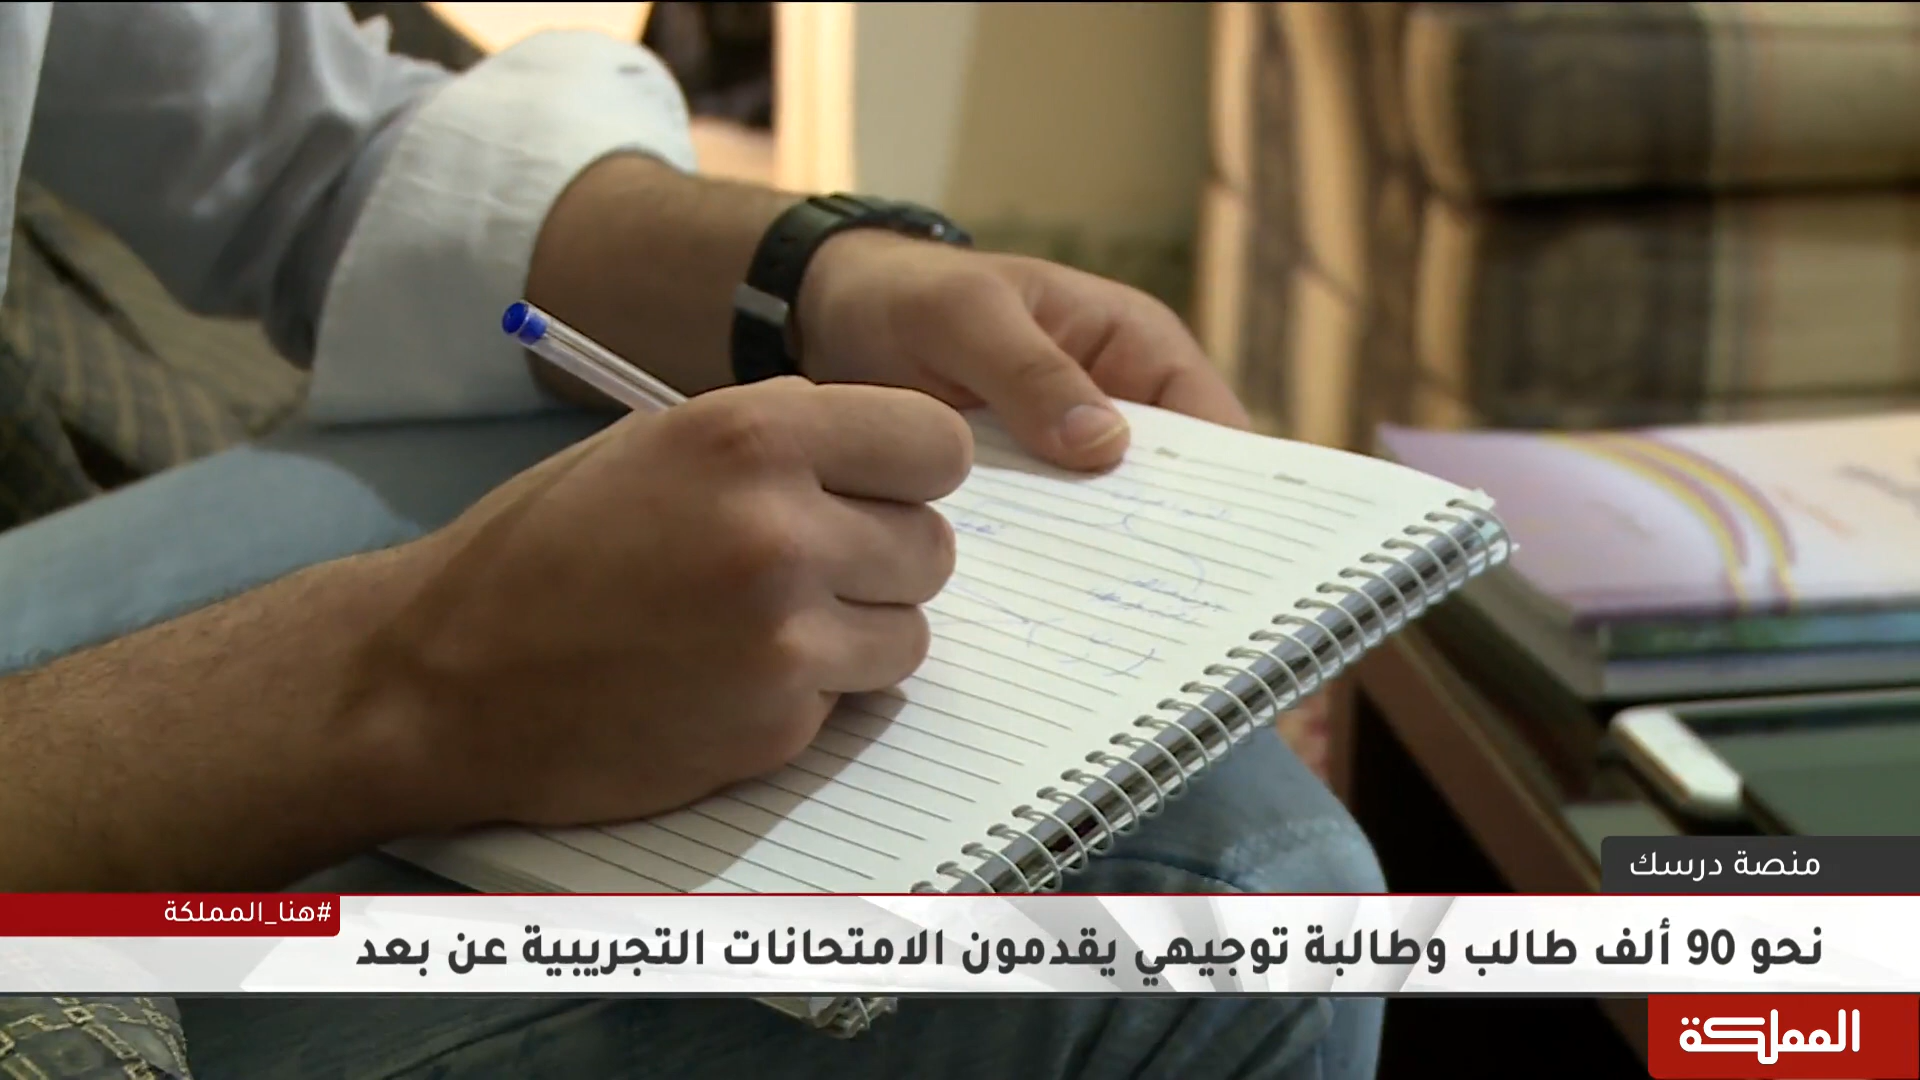 منصة درسك
#هنا_المملكة
نحو 90 ألف طالب وطالبة توجيهي يقدمون الامتحانات التجريبية عن بعد
المملكة